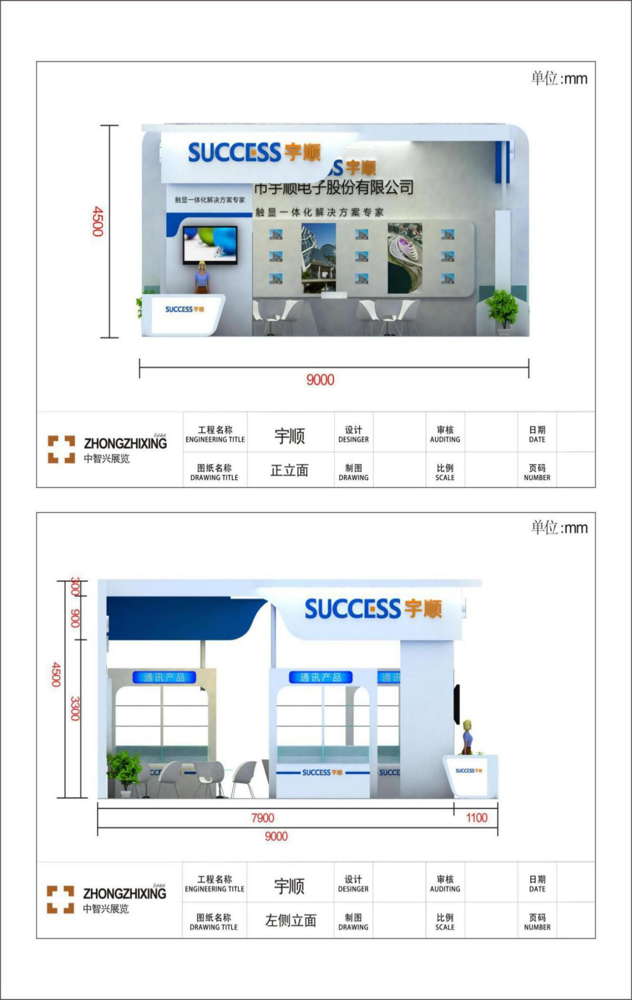 单位:mm
SUCCESS宇顺
宇顺
市宇顺电子股份有限公司
触显一体化解决方案专家
触显一体化解决方案专家
4500
SUCCESS宇顺
9000
Exhibit
ZHONGZHIXING
中智兴展览
工程名称
ENGINEERING TITLE
宇顺
设计
DESINGER
审核
AUDITING
日期
DATE
图纸名称
DRAWING TITLE
正立面
制图
DRAWING
比例
SCALE
页码
NUMBER
单位:mm
300
900
SUCCESS宇顺
4500
3300
通讯产品
通讯产品
通讯
SUCCESS宇顺
SUCCE
SUCCESS宇顺
7900
1100
9000
Exhibit
ZHONGZHIXING
中智兴展览
工程名称
ENGINEERING TITLE
宇顺
设计
DESINGER
审核
AUDITING
日期
DATE
图纸名称
DRAWING TITLE
左侧立面
制图
DRAWING
比例
SCALE
页码
NUMBER